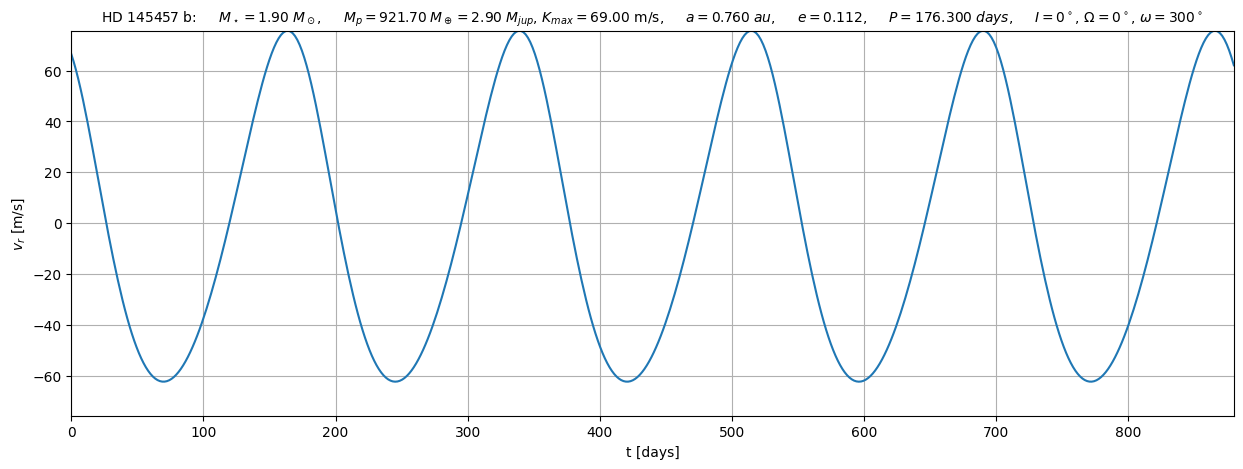 HD 145457 b: M⋆ = 1.90 M⊙, Mp = 921.70 M⊕ = 2.90 Mjup, Kmax = 69.00 m/s, a = 0.760 au, e = 0.112, P = 176.300 days, I = 0°, Ω = 0°, ω = 300°
60
40
20
0
−20
−40
−60
vr [m/s]
0 100 200 300 400 500 600 700 800
t [days]